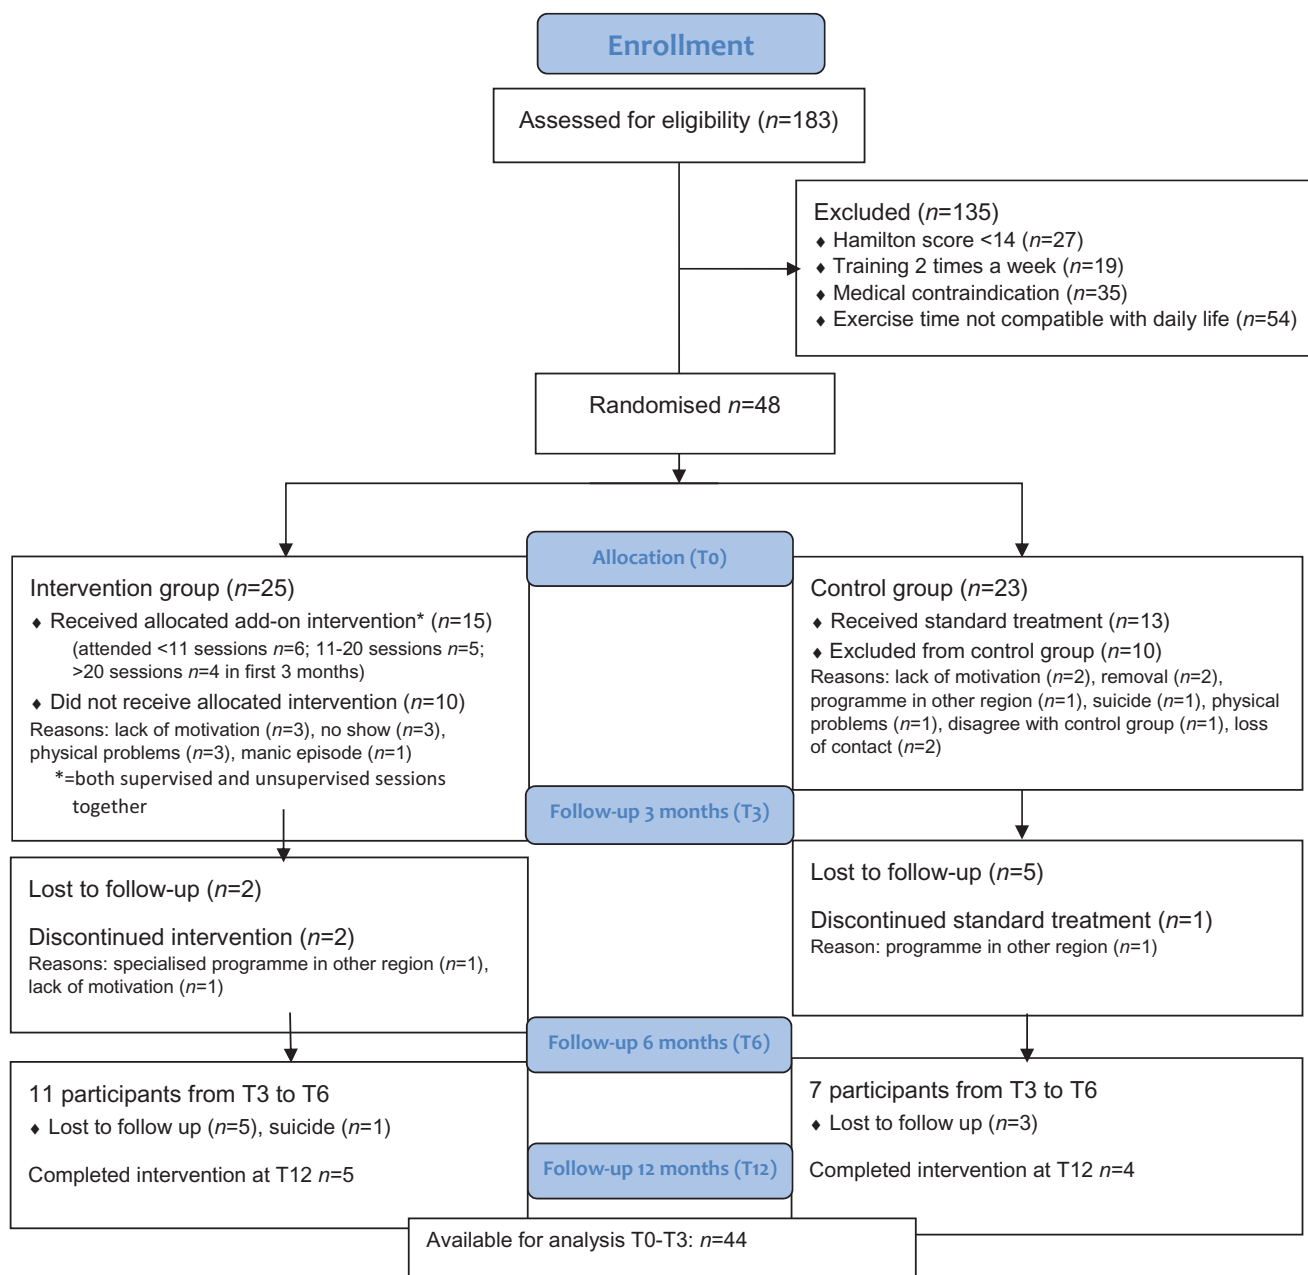 Enrollment
Assessed for eligibility (n=183)
Excluded (n=135)
♦ Hamilton score <14 (n=27)
♦ Training 2 times a week (n=19)
♦ Medical contraindication (n=35)
♦ Exercise time not compatible with daily life (n=54)
Randomised n=48
Allocation (T0)
Intervention group (n=25)
♦ Received allocated add-on intervention* (n=15)
(attended <11 sessions n=6; 11-20 sessions n=5;
>20 sessions n=4 in first 3 months)
♦ Did not receive allocated intervention (n=10)
Reasons: lack of motivation (n=3), no show (n=3),
physical problems (n=3), manic episode (n=1)
*=both supervised and unsupervised sessions
together
Control group (n=23)
♦ Received standard treatment (n=13)
♦ Excluded from control group (n=10)
Reasons: lack of motivation (n=2), removal (n=2),
programme in other region (n=1), suicide (n=1), physical
problems (n=1), disagree with control group (n=1), loss
of contact (n=2)
Follow-up 3 months (T3)
Lost to follow-up (n=2)
Discontinued intervention (n=2)
Reasons: specialised programme in other region (n=1),
lack of motivation (n=1)
Lost to follow-up (n=5)
Discontinued standard treatment (n=1)
Reason: programme in other region (n=1)
Follow-up 6 months (T6)
11 participants from T3 to T6
♦ Lost to follow up (n=5), suicide (n=1)
Completed intervention at T12 n=5
7 participants from T3 to T6
♦ Lost to follow up (n=3)
Completed intervention at T12 n=4
Follow-up 12 months (T12)
Available for analysis T0-T3: n=44